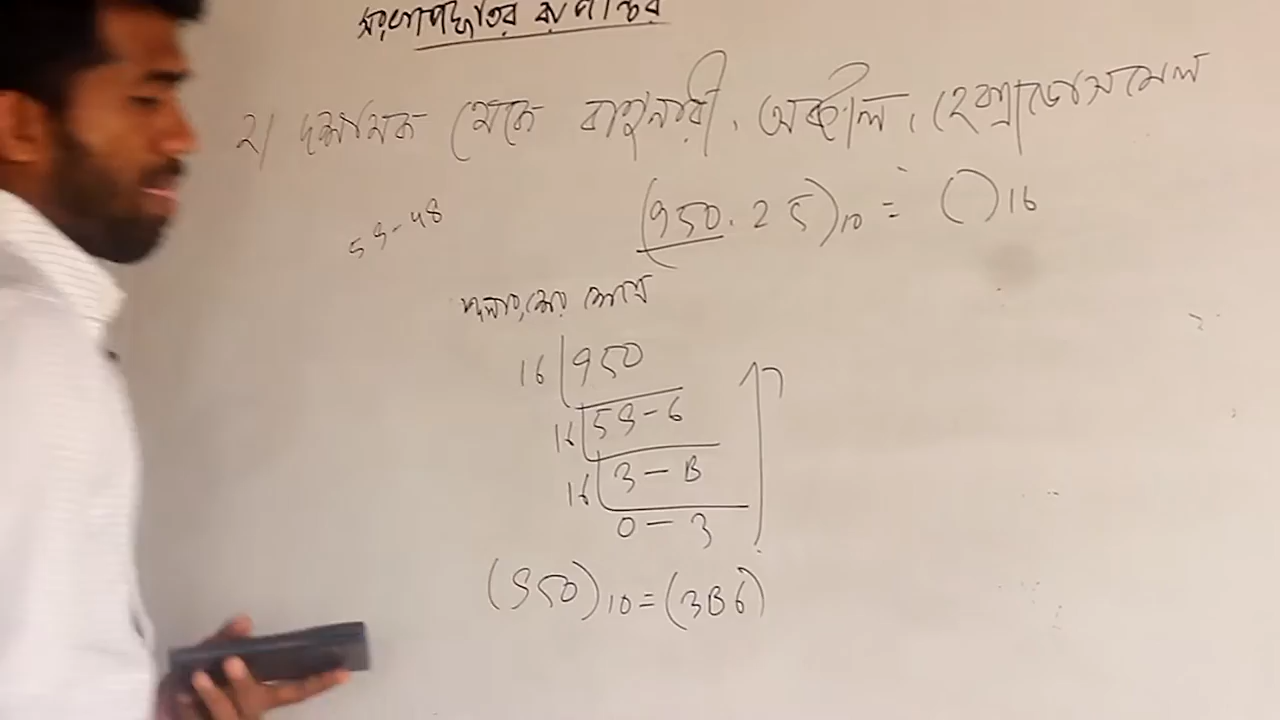 সংখ্যাপদ্ধতির রূপান্তর
২। দশমিক থেকে বাইনারী, অক্টাল, হেক্সাডেসিমেল
(950.25)10 = ( )16
59-48
16 950
16 59-6
16 3 - B
0 - 3
(950)10 = (3B6)